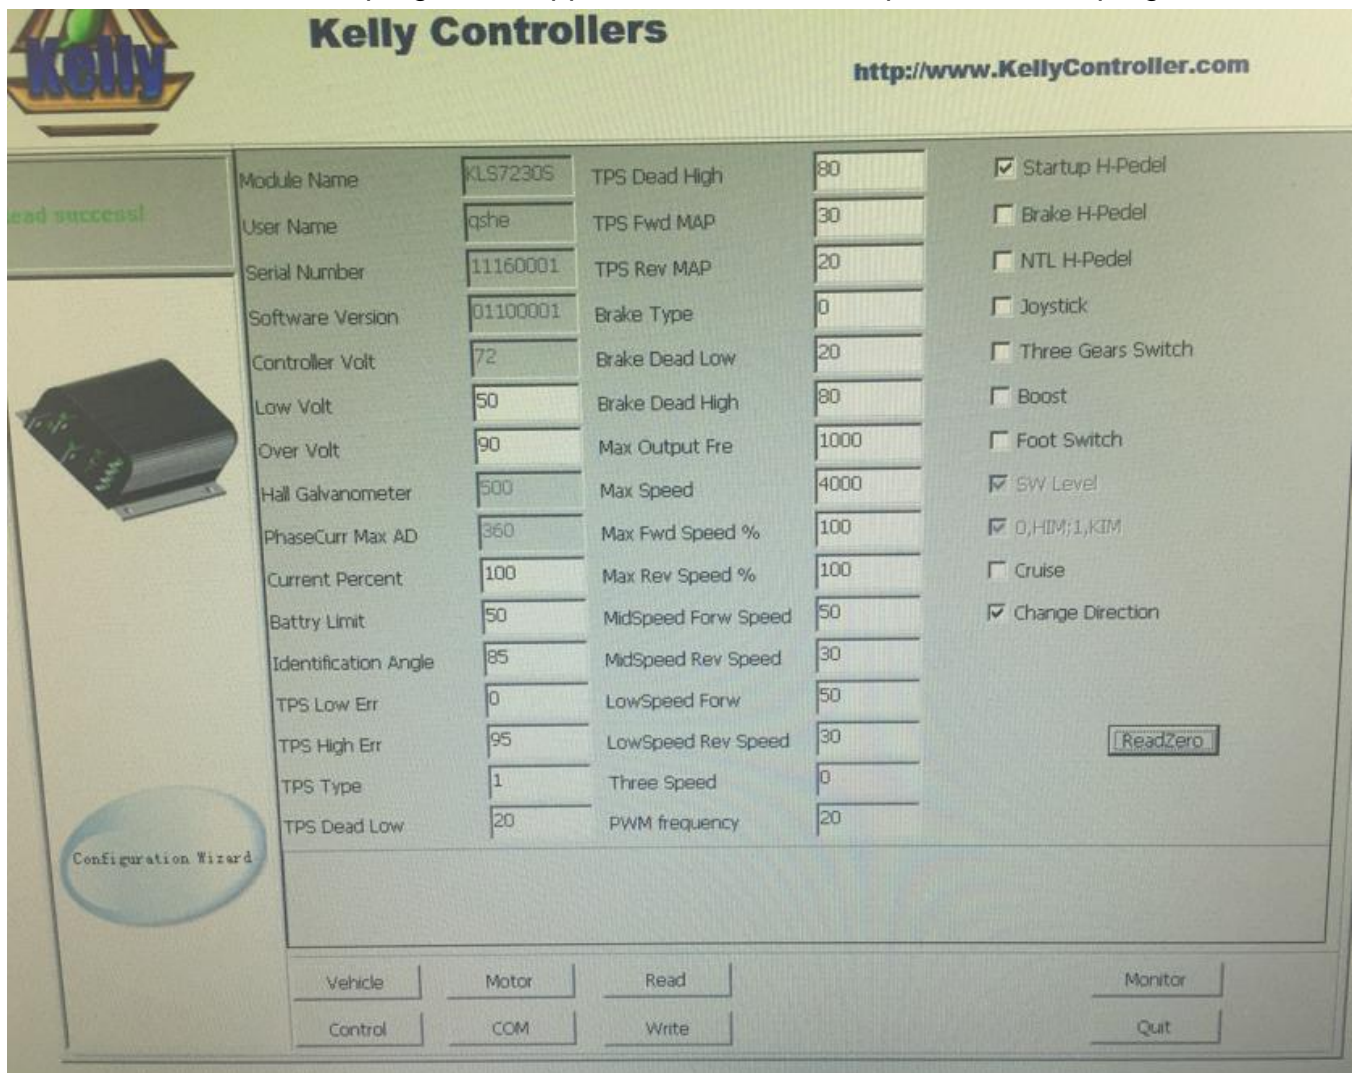 Kelly
Kelly Controllers
http://www.KellyController.com
ead success!
Module Name KLS7230S TPS Dead High 80 Startup H-Pedel
User Name qshe TPS Fwd MAP 30 Brake H-Pedel
Serial Number 11160001 TPS Rev MAP 20 NTL H-Pedel
Software Version 01100001 Brake Type 0 Joystick
Controller Volt 72 Brake Dead Low 20 Three Gears Switch
Low Volt 50 Brake Dead High 80 Boost
Over Volt 90 Max Output Fre 1000 Foot Switch
Hall Galvanometer 500 Max Speed 4000 SW Level
PhaseCurr Max AD 360 Max Fwd Speed % 100 0,HIM;1,KIM
Current Percent 100 Max Rev Speed % 100 Cruise
Battry Limit 50 MidSpeed Forw Speed 50 Change Direction
Identification Angle 85 MidSpeed Rev Speed 30
TPS Low Err 0 LowSpeed Forw 50
TPS High Err 95 LowSpeed Rev Speed 30 ReadZero
TPS Type 1 Three Speed 0
TPS Dead Low 20 PWM frequency 20
Configuration Wizard
Vehicle Motor Read Monitor
Control COM Write Quit